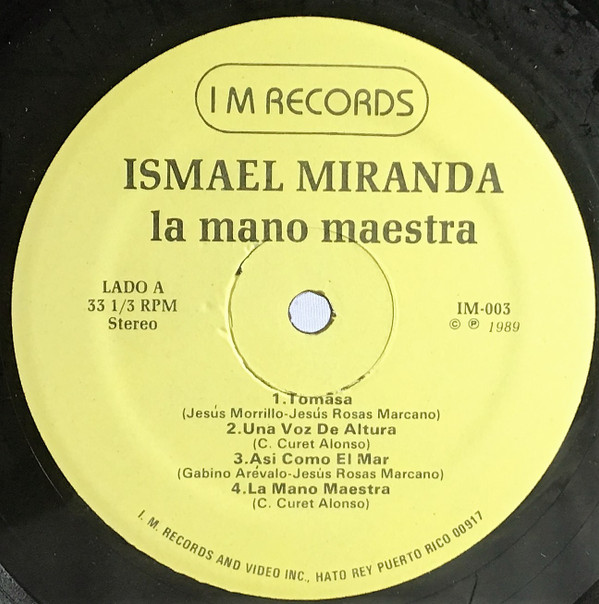 I M RECORDS
ISMAEL MIRANDA
la mano maestra
LADO A
33 1/3 RPM
Stereo
IM-003
© ℗ 1989
1.Tomāsa
(Jesús Morrillo-Jesús Rosas Marcano)
2.Una Voz De Altura
(C. Curet Alonso)
3.Asi Como El Mar
(Gabino Arévalo-Jesús Rosas Marcano)
4.La Mano Maestra
(C. Curet Alonso)
I. M. RECORDS AND VIDEO INC., HATO REY PUERTO RICO 00917